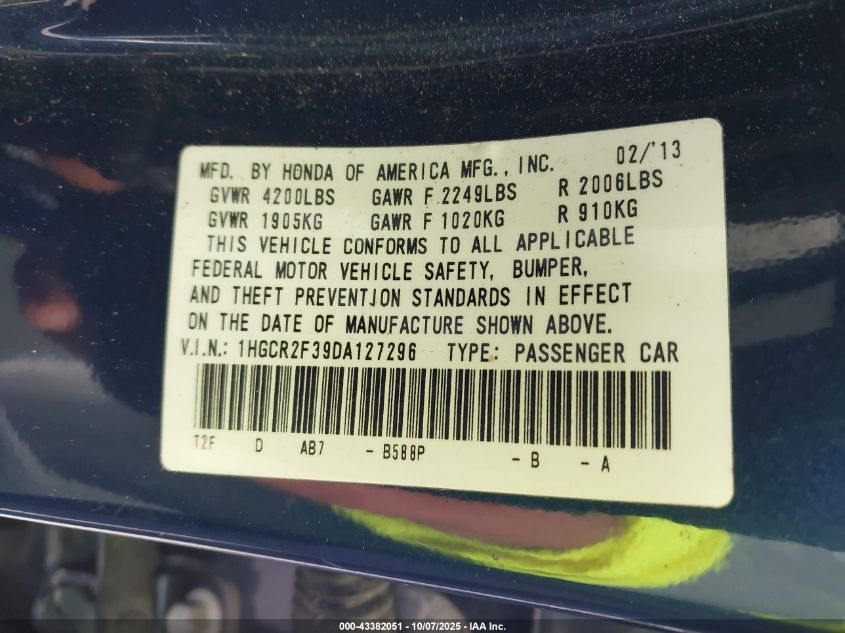 MFD. BY HONDA OF AMERICA MFG., INC. 02/'13
GVWR 4200LBS GAWR F 2249LBS R 2006LBS
GVWR 1905KG GAWR F 1020KG R 910KG
THIS VEHICLE CONFORMS TO ALL APPLICABLE
FEDERAL MOTOR VEHICLE SAFETY, BUMPER,
AND THEFT PREVENTION STANDARDS IN EFFECT
ON THE DATE OF MANUFACTURE SHOWN ABOVE.
V.I.N.: 1HGCR2F39DA127296 TYPE: PASSENGER CAR
T2F D AB7 - B588P - B - A
000-43382051 | 10/07/2025 | IAA Inc.